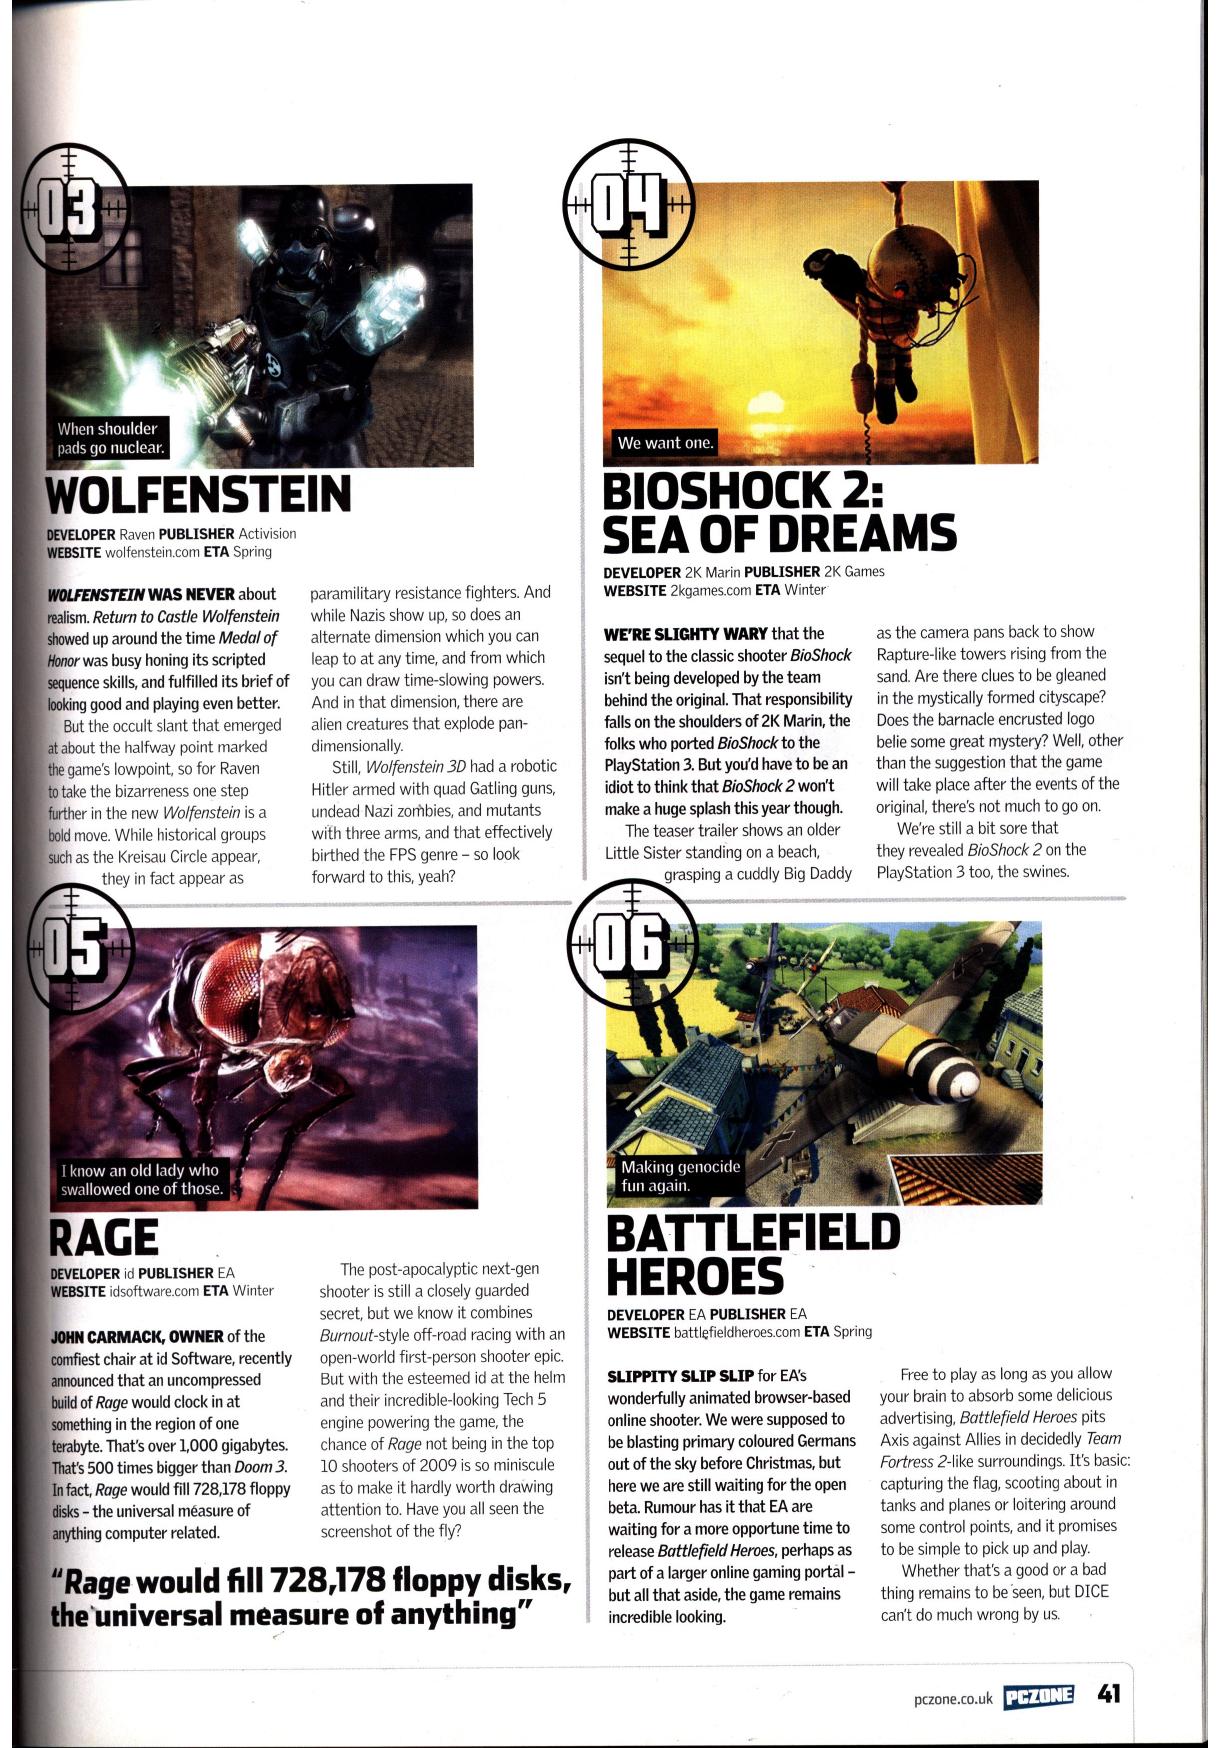 03
When shoulder
pads go nuclear.
WOLFENSTEIN
DEVELOPER Raven PUBLISHER Activision
WEBSITE wolfenstein.com ETA Spring
WOLFENSTEIN WAS NEVER about
realism. Return to Castle Wolfenstein
showed up around the time Medal of
Honor was busy honing its scripted
sequence skills, and fulfilled its brief of
looking good and playing even better.
But the occult slant that emerged
at about the halfway point marked
the game's lowpoint, so for Raven
to take the bizarreness one step
further in the new Wolfenstein is a
bold move. While historical groups
such as the Kreisau Circle appear,
they in fact appear as
paramilitary resistance fighters. And
while Nazis show up, so does an
alternate dimension which you can
leap to at any time, and from which
you can draw time-slowing powers.
And in that dimension, there are
alien creatures that explode pan-
dimensionally.
Still, Wolfenstein 3D had a robotic
Hitler armed with quad Gatling guns,
undead Nazi zombies, and mutants
with three arms, and that effectively
birthed the FPS genre – so look
forward to this, yeah?
04
We want one.
BIOSHOCK 2:
SEA OF DREAMS
DEVELOPER 2K Marin PUBLISHER 2K Games
WEBSITE 2kgames.com ETA Winter
WE'RE SLIGHTY WARY that the
sequel to the classic shooter BioShock
isn't being developed by the team
behind the original. That responsibility
falls on the shoulders of 2K Marin, the
folks who ported BioShock to the
PlayStation 3. But you'd have to be an
idiot to think that BioShock 2 won't
make a huge splash this year though.
The teaser trailer shows an older
Little Sister standing on a beach,
grasping a cuddly Big Daddy
as the camera pans back to show
Rapture-like towers rising from the
sand. Are there clues to be gleaned
in the mystically formed cityscape?
Does the barnacle encrusted logo
belie some great mystery? Well, other
than the suggestion that the game
will take place after the events of the
original, there's not much to go on.
We're still a bit sore that
they revealed BioShock 2 on the
PlayStation 3 too, the swines.
05
I know an old lady who
swallowed one of those.
RAGE
DEVELOPER id PUBLISHER EA
WEBSITE idsoftware.com ETA Winter
JOHN CARMACK, OWNER of the
comfiest chair at id Software, recently
announced that an uncompressed
build of Rage would clock in at
something in the region of one
terabyte. That's over 1,000 gigabytes.
That's 500 times bigger than Doom 3.
In fact, Rage would fill 728,178 floppy
disks – the universal measure of
anything computer related.
The post-apocalyptic next-gen
shooter is still a closely guarded
secret, but we know it combines
Burnout-style off-road racing with an
open-world first-person shooter epic.
But with the esteemed id at the helm
and their incredible-looking Tech 5
engine powering the game, the
chance of Rage not being in the top
10 shooters of 2009 is so miniscule
as to make it hardly worth drawing
attention to. Have you all seen the
screenshot of the fly?
"Rage would fill 728,178 floppy disks,
the universal measure of anything"
06
Making genocide
fun again.
BATTLEFIELD
HEROES
DEVELOPER EA PUBLISHER EA
WEBSITE battlefieldheroes.com ETA Spring
SLIPPITY SLIP SLIP for EA's
wonderfully animated browser-based
online shooter. We were supposed to
be blasting primary coloured Germans
out of the sky before Christmas, but
here we are still waiting for the open
beta. Rumour has it that EA are
waiting for a more opportune time to
release Battlefield Heroes, perhaps as
part of a larger online gaming portal –
but all that aside, the game remains
incredible looking.
Free to play as long as you allow
your brain to absorb some delicious
advertising, Battlefield Heroes pits
Axis against Allies in decidedly Team
Fortress 2-like surroundings. It's basic:
capturing the flag, scooting about in
tanks and planes or loitering around
some control points, and it promises
to be simple to pick up and play.
Whether that's a good or a bad
thing remains to be seen, but DICE
can't do much wrong by us.
pczone.co.uk PCZONE 41